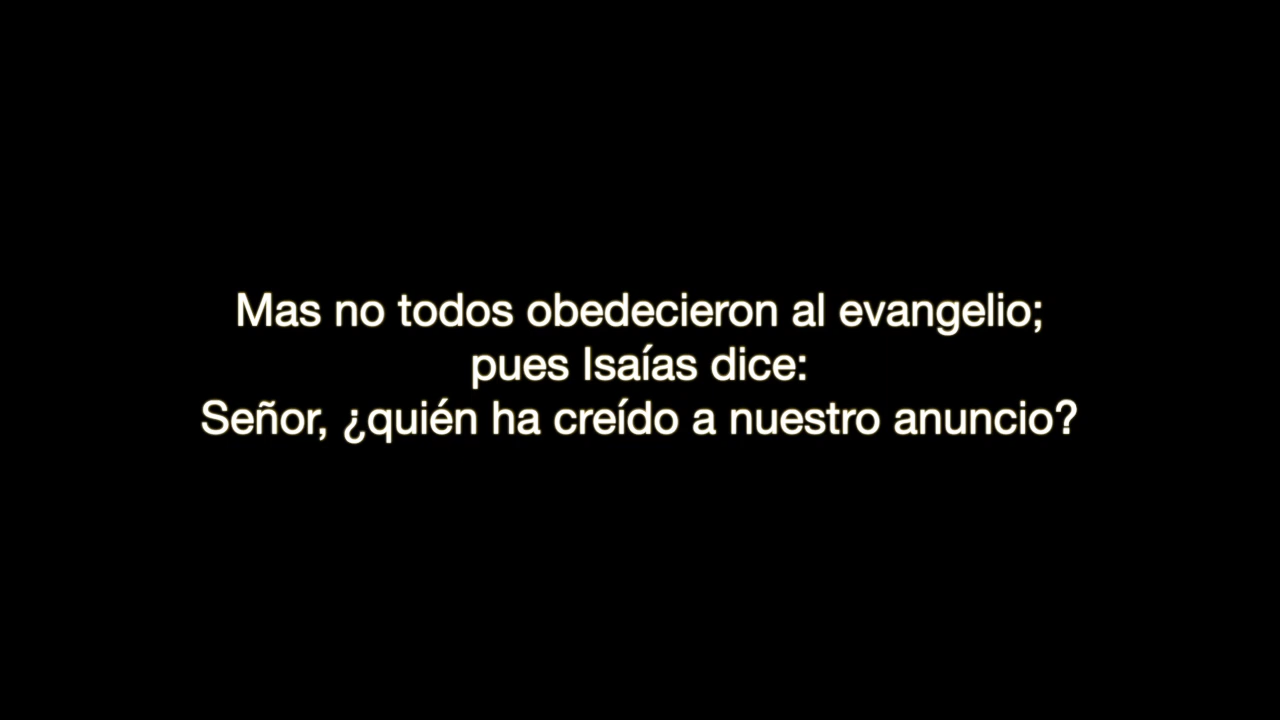 Mas no todos obedecieron al evangelio;
pues Isaías dice:
Señor, ¿quién ha creído a nuestro anuncio?